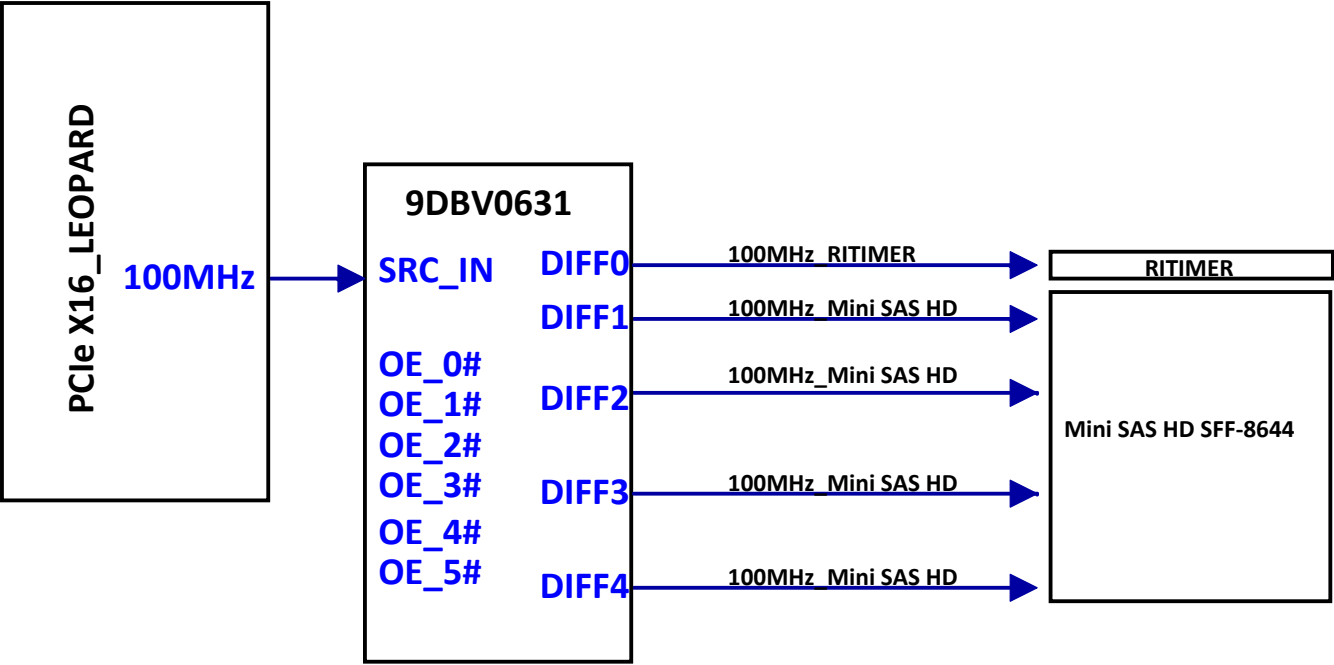 PCIe X16_LEOPARD
100MHz
9DBV0631
SRC_IN
OE_0#
OE_1#
OE_2#
OE_3#
OE_4#
OE_5#
DIFF0
DIFF1
DIFF2
DIFF3
DIFF4
100MHz_RITIMER
100MHz_Mini SAS HD
100MHz_Mini SAS HD
100MHz_Mini SAS HD
100MHz_Mini SAS HD
RITIMER
Mini SAS HD SFF-8644